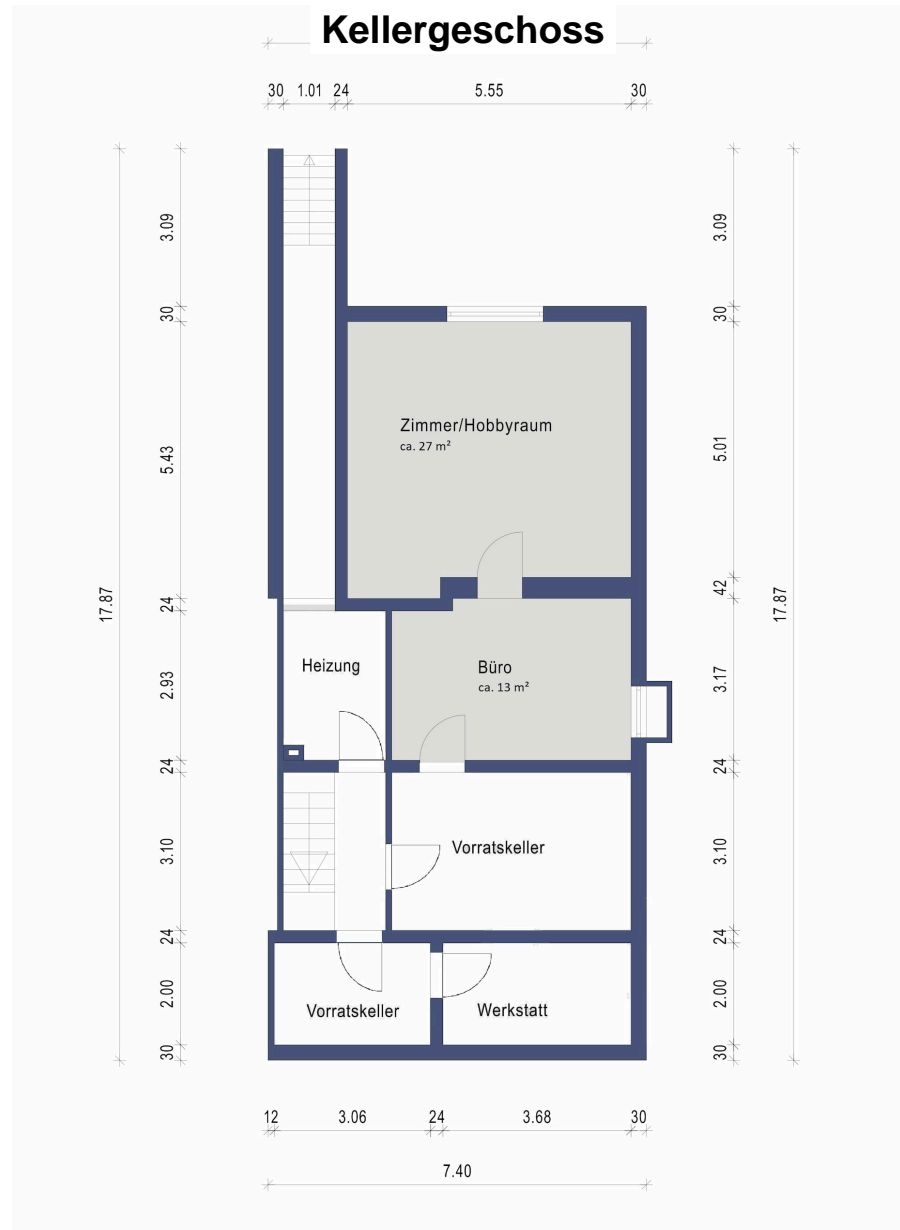 Kellergeschoss
30 1.01 24 5.55 30
3.09
30
5.43
24
2.93
24
3.10
24
2.00
30
17.87
3.09
30
5.01
42
3.17
24
3.10
24
2.00
30
17.87
Zimmer/Hobbyraum
ca. 27 m²
Heizung
Büro
ca. 13 m²
Vorratskeller
Vorratskeller
Werkstatt
12 3.06 24 3.68 30
7.40